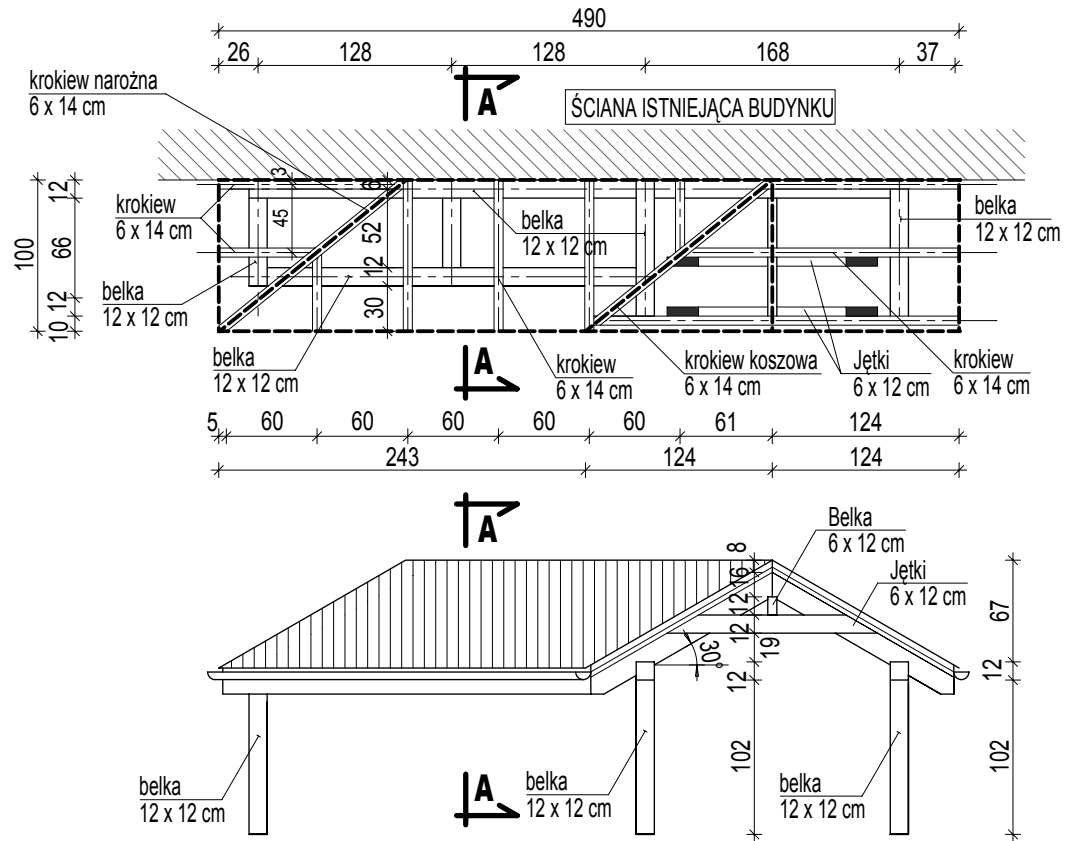 490
26 128 128 168 37
krokiew narożna
6 x 14 cm
A
ŚCIANA ISTNIEJĄCA BUDYNKU
3
6
12
krokiew
6 x 14 cm
45
52
belka
12 x 12 cm
belka
12 x 12 cm
100
66
12
12
belka
12 x 12 cm
30
10
belka
12 x 12 cm
A
krokiew
6 x 14 cm
krokiew koszowa
6 x 14 cm
Jętki
6 x 12 cm
krokiew
6 x 14 cm
5 60 60 60 60 60 61 124
243 124 124
A
Belka
6 x 12 cm
8
16
Jętki
6 x 12 cm
12
67
12
19
30°
12
12
102
102
belka
12 x 12 cm
A
belka
12 x 12 cm
belka
12 x 12 cm